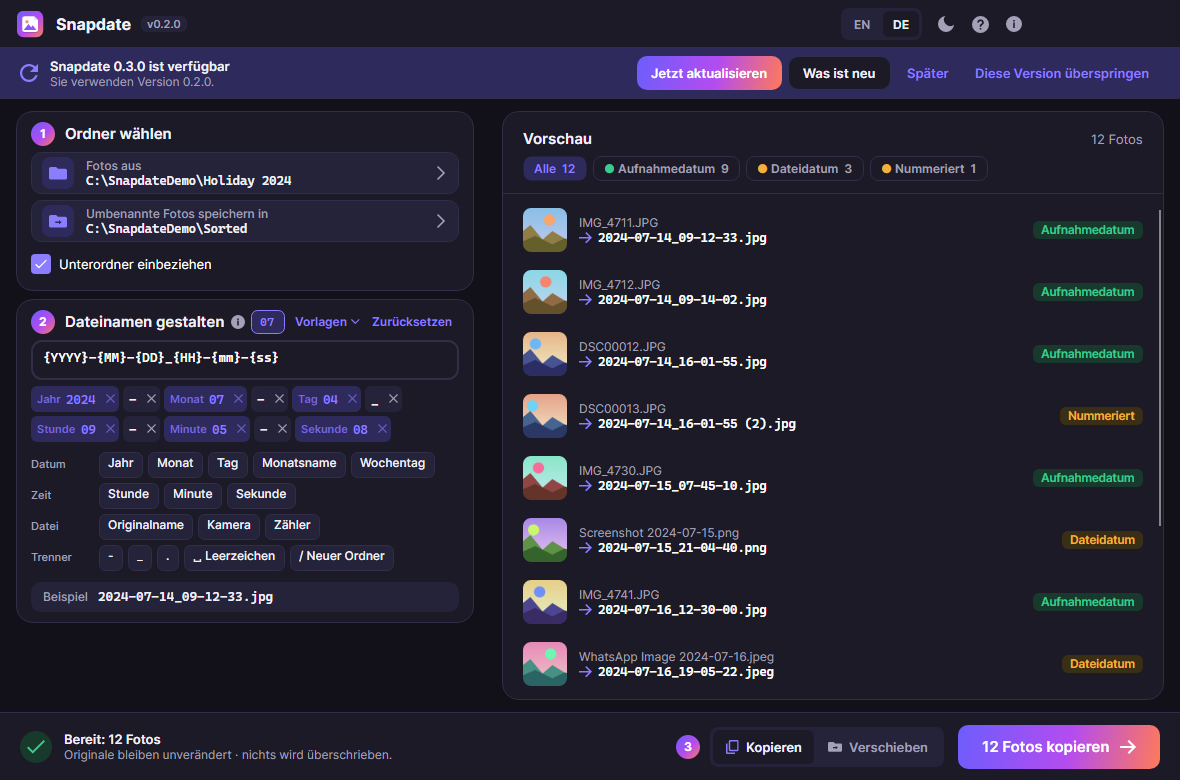 Snapdate v0.2.0
EN DE
Snapdate 0.3.0 ist verfügbar
Sie verwenden Version 0.2.0.
Jetzt aktualisieren Was ist neu Später Diese Version überspringen
1 Ordner wählen
Fotos aus
C:\SnapdateDemo\Holiday 2024
Umbenannte Fotos speichern in
C:\SnapdateDemo\Sorted
Unterordner einbeziehen
2 Dateinamen gestalten 07 Vorlagen Zurücksetzen
{YYYY}-{MM}-{DD}_{HH}-{mm}-{ss}
Jahr 2024 × - × Monat 07 × - × Tag 04 × _ ×
Stunde 09 × - × Minute 05 × - × Sekunde 08 ×
Datum Jahr Monat Tag Monatsname Wochentag
Zeit Stunde Minute Sekunde
Datei Originalname Kamera Zähler
Trenner - _ . ␣ Leerzeichen / Neuer Ordner
Beispiel 2024-07-14_09-12-33.jpg
Vorschau 12 Fotos
Alle 12 Aufnahmedatum 9 Dateidatum 3 Nummeriert 1
IMG_4711.JPG
→ 2024-07-14_09-12-33.jpg Aufnahmedatum
IMG_4712.JPG
→ 2024-07-14_09-14-02.jpg Aufnahmedatum
DSC00012.JPG
→ 2024-07-14_16-01-55.jpg Aufnahmedatum
DSC00013.JPG
→ 2024-07-14_16-01-55 (2).jpg Nummeriert
IMG_4730.JPG
→ 2024-07-15_07-45-10.jpg Aufnahmedatum
Screenshot 2024-07-15.png
→ 2024-07-15_21-04-40.png Dateidatum
IMG_4741.JPG
→ 2024-07-16_12-30-00.jpg Aufnahmedatum
WhatsApp Image 2024-07-16.jpeg
→ 2024-07-16_19-05-22.jpeg Dateidatum
Bereit: 12 Fotos
Originale bleiben unverändert · nichts wird überschrieben.
3 Kopieren Verschieben 12 Fotos kopieren →